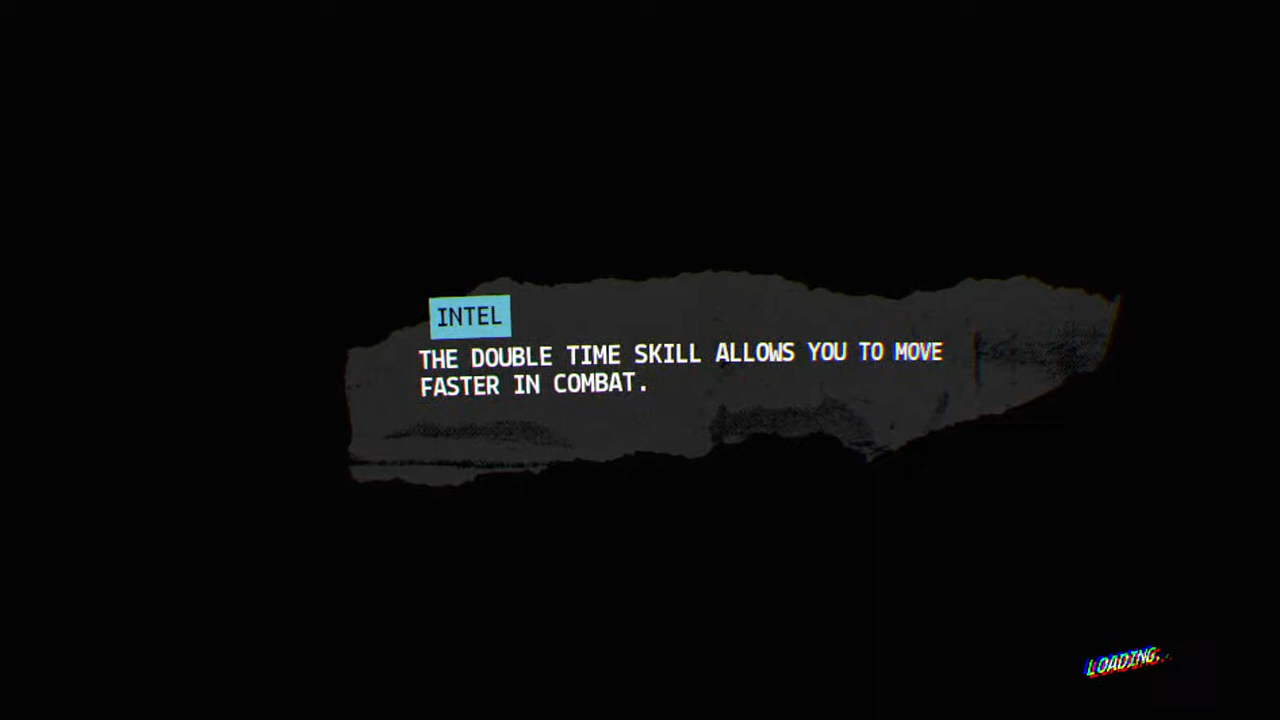 INTEL
THE DOUBLE TIME SKILL ALLOWS YOU TO MOVE
FASTER IN COMBAT.
LOADING..